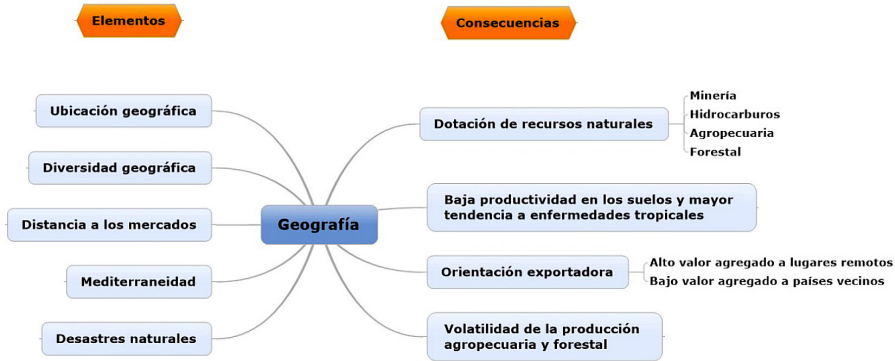 Elementos
Consecuencias
Ubicación geográfica
Diversidad geográfica
Distancia a los mercados
Mediterraneidad
Desastres naturales
Geografía
Dotación de recursos naturales
Minería
Hidrocarburos
Agropecuaria
Forestal
Baja productividad en los suelos y mayor
tendencia a enfermedades tropicales
Orientación exportadora
Alto valor agregado a lugares remotos
Bajo valor agregado a países vecinos
Volatilidad de la producción
agropecuaria y forestal